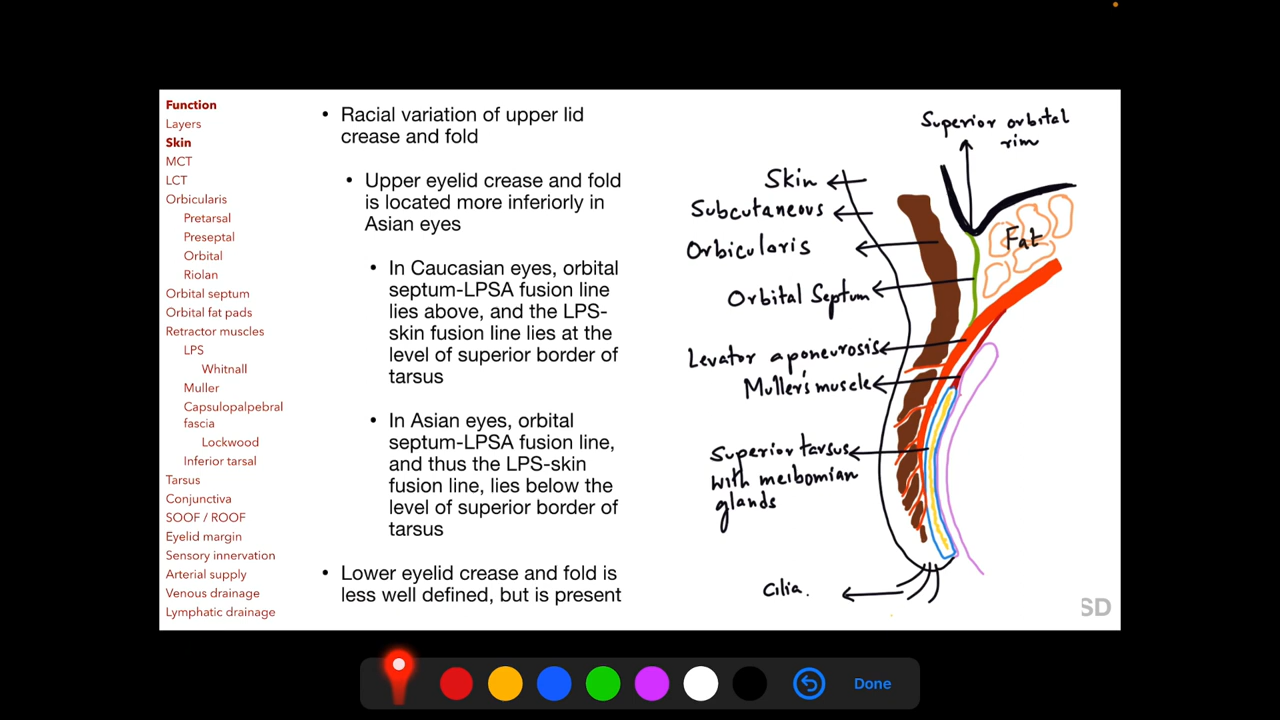 Function
Layers
Skin
MCT
LCT
Orbicularis
Pretarsal
Preseptal
Orbital
Riolan
Orbital septum
Orbital fat pads
Retractor muscles
LPS
Whitnall
Muller
Capsulopalpebral
fascia
Lockwood
Inferior tarsal
Tarsus
Conjunctiva
SOOF / ROOF
Eyelid margin
Sensory innervation
Arterial supply
Venous drainage
Lymphatic drainage
• Racial variation of upper lid
crease and fold
• Upper eyelid crease and fold
is located more inferiorly in
Asian eyes
• In Caucasian eyes, orbital
septum-LPSA fusion line
lies above, and the LPS-
skin fusion line lies at the
level of superior border of
tarsus
• In Asian eyes, orbital
septum-LPSA fusion line,
and thus the LPS-skin
fusion line, lies below the
level of superior border of
tarsus
• Lower eyelid crease and fold is
less well defined, but is present
Superior orbital
rim
Skin
Subcutaneous
Orbicularis
Fat
Orbital Septum
Levator aponeurosis
Muller's muscle
Superior tarsus
with meibomian
glands
Cilia.
SD
Done